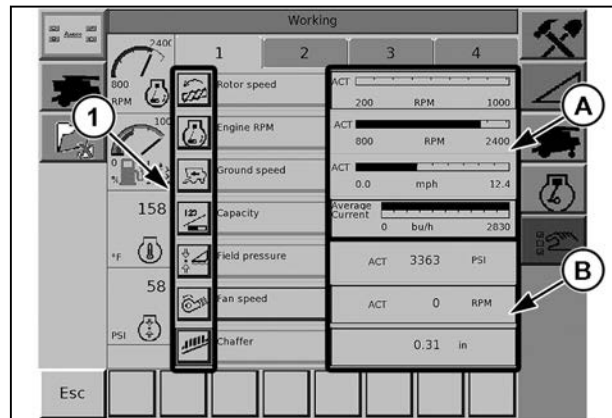 Working
1 2 3 4
2400
800
RPM
Rotor speed
ACT
200 RPM 1000
1
100
0
%
Engine RPM
ACT
800 RPM 2400
A
Ground speed
ACT
0.0 mph 12.4
158
°F
Capacity
Average
Current
0 bu/h 2830
Field pressure
ACT 3363 PSI
58
PSI
Fan speed
ACT 0 RPM
B
Chaffer
0.31 in
Esc